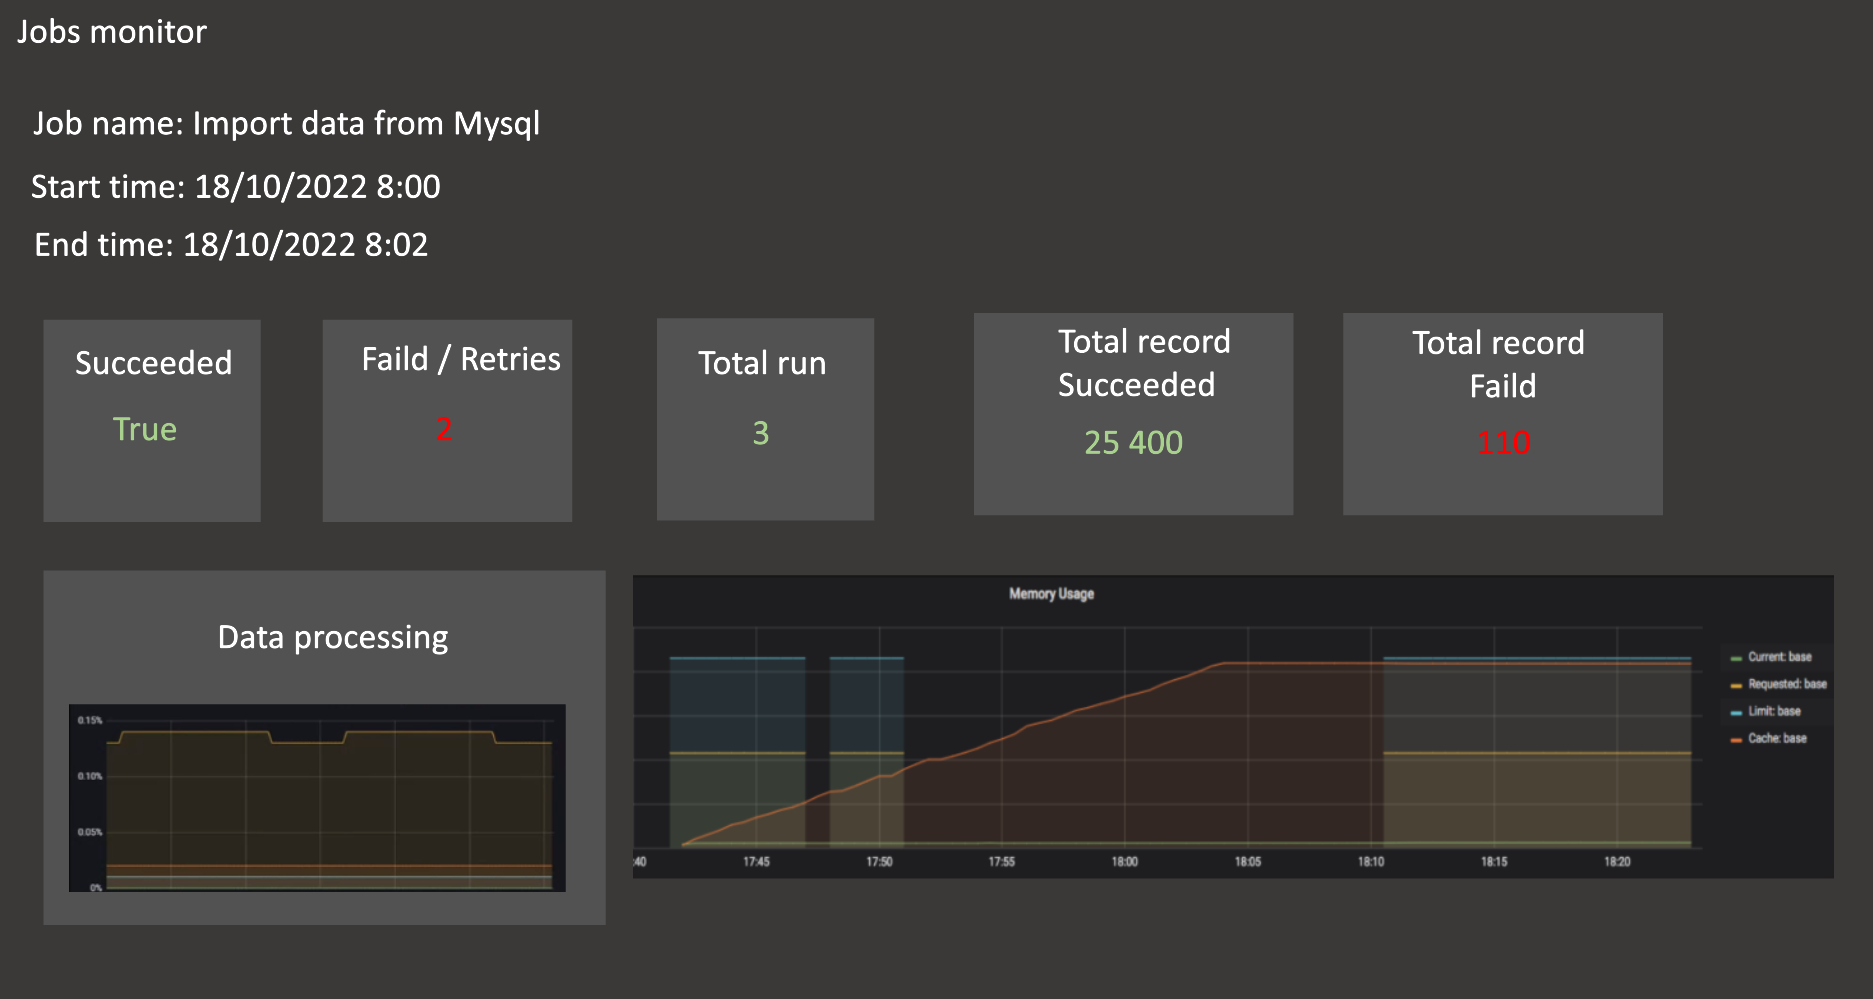 Jobs monitor
Job name: Import data from Mysql
Start time: 18/10/2022 8:00
End time: 18/10/2022 8:02
Succeeded
True
Faild / Retries
2
Total run
3
Total record
Succeeded
25 400
Total record
Faild
110
Data processing
0.15%
0.10%
0.05%
0%
Memory Usage
:40 17:45 17:50 17:55 18:00 18:05 18:10 18:15 18:20
Current: base
Requested: base
Limit: base
Cache: base